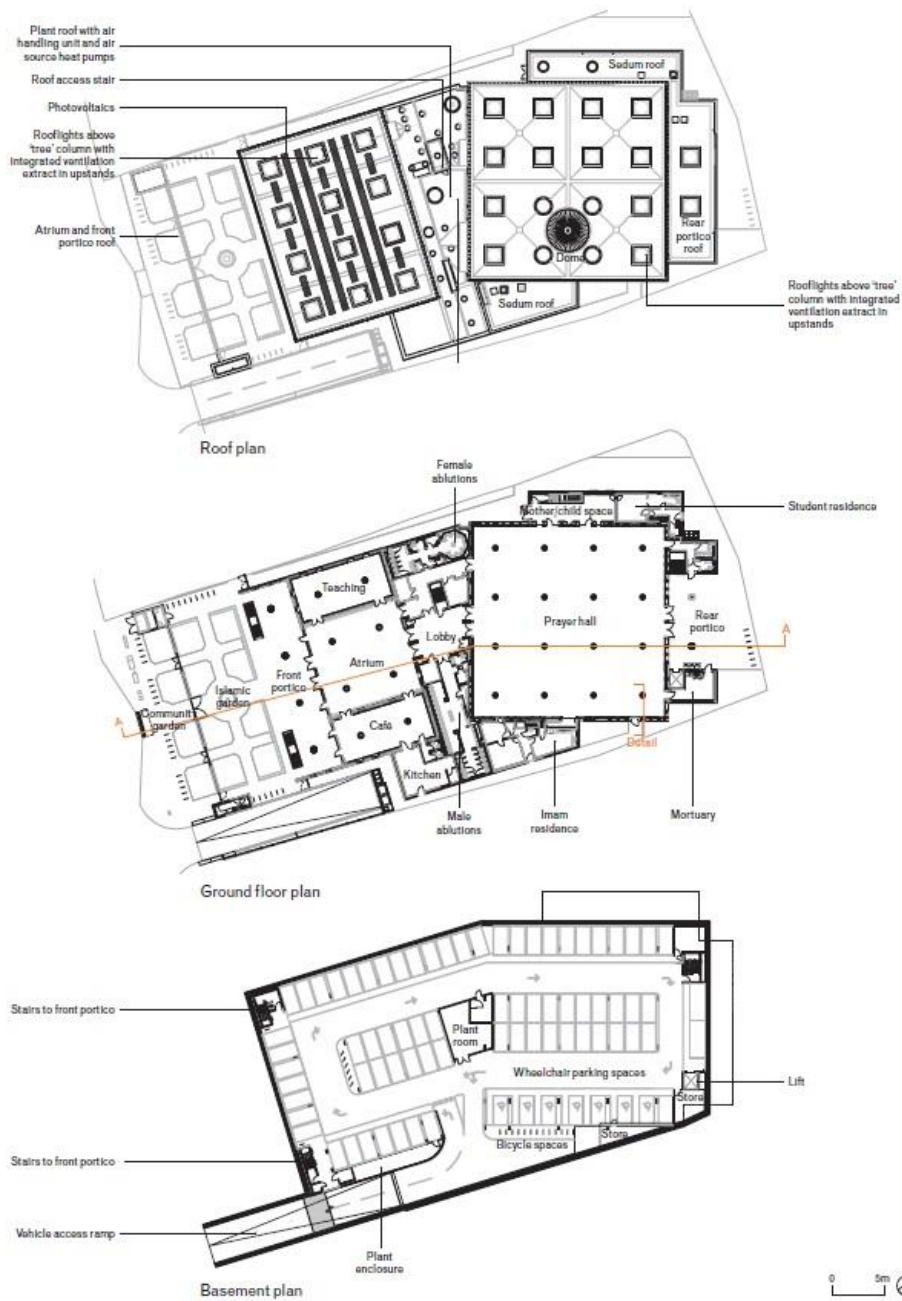 Plant roof with air
handling unit and air
source heat pumps
Roof access stair
Photovoltaics
Rooflights above
'tree' column with
integrated ventilation
extract in upstands
Atrium and front
portico roof
Sedum roof
Rear
portico
roof
Dome
Sedum roof
Rooflights above 'tree'
column with integrated
ventilation extract in
upstands
Roof plan
Female
ablutions
Mother/child space
Student residence
Teaching
Prayer hall
Rear
portico
Lobby
Atrium
A
Front
portico
Islamic
garden
A
Communit
garden
Café
Detail
Kitchen
Male
ablutions
Imam
residence
Mortuary
Ground floor plan
Stairs to front portico
Plant
room
Wheelchair parking spaces
Lift
Store
Store
Bicycle spaces
Stairs to front portico
Vehicle access ramp
Plant
enclosure
Basement plan
0 5m